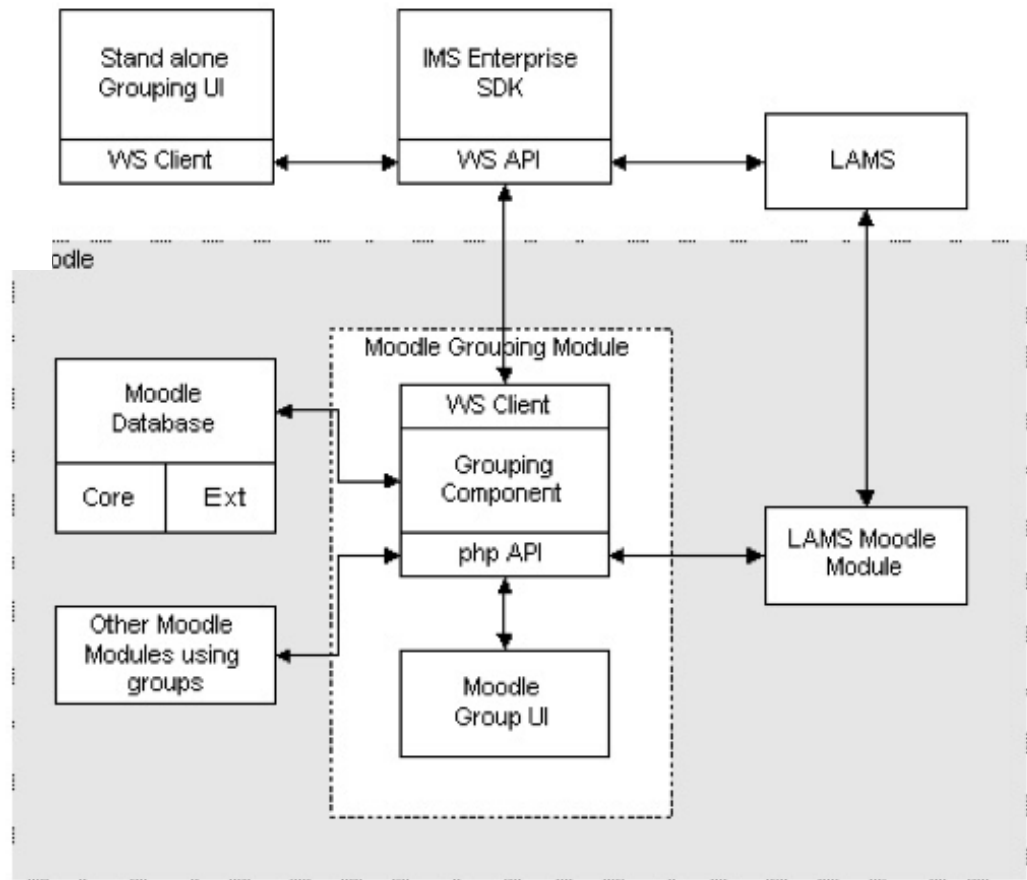 Stand alone
Grouping UI
WS Client
IMS Enterprise
SDK
WS API
LAMS
odle
Moodle Grouping Module
WS Client
Grouping
Component
php API
Moodle
Group UI
Moodle
Database
Core
Ext
Other Moodle
Modules using
groups
LAMS Moodle
Module